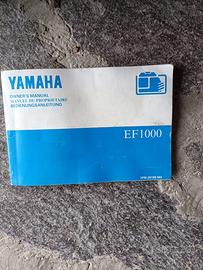 YAMAHA
OWNER'S MANUAL
MANUEL DU PROPRIETAIRE
BEDIENUNGSANLEITUNG
EF1000